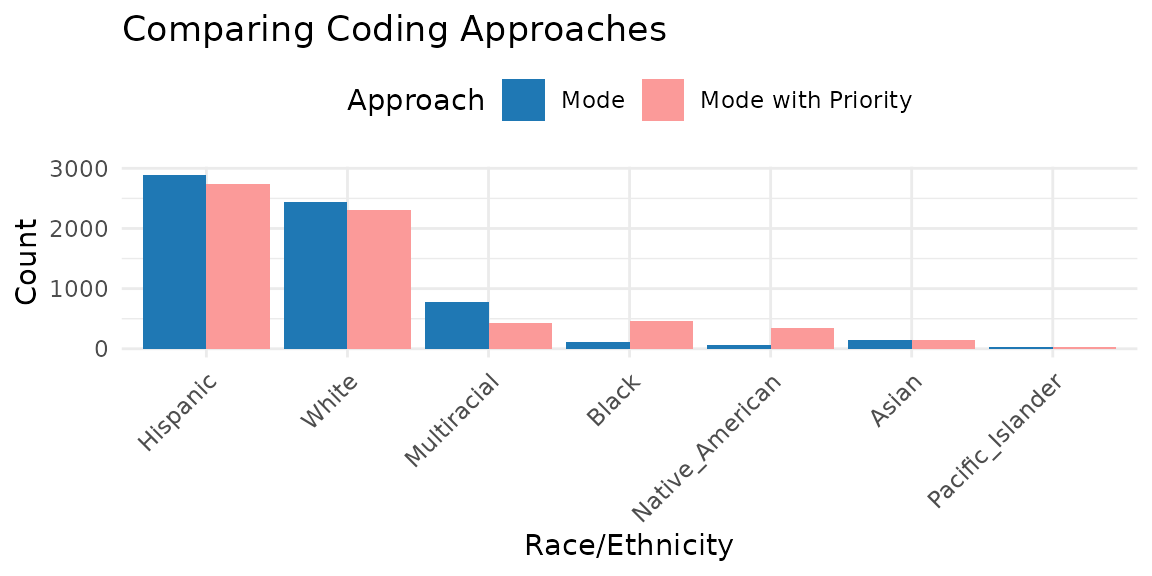 Comparing Coding Approaches
Approach Mode Mode with Priority
Count
3000
2000
1000
0
Hispanic
White
Multiracial
Black
Native_American
Asian
Pacific_Islander
Race/Ethnicity